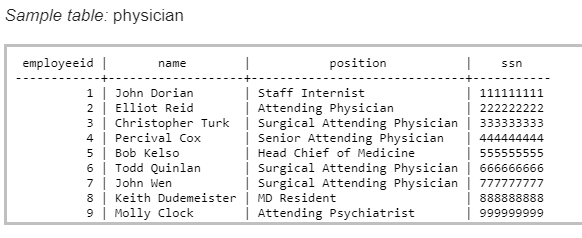 Sample table: physician
employeeid | name | position | ssn
------------+--------------------+------------------------------+-----------
1 | John Dorian | Staff Internist | 111111111
2 | Elliot Reid | Attending Physician | 222222222
3 | Christopher Turk | Surgical Attending Physician | 333333333
4 | Percival Cox | Senior Attending Physician | 444444444
5 | Bob Kelso | Head Chief of Medicine | 555555555
6 | Todd Quinlan | Surgical Attending Physician | 666666666
7 | John Wen | Surgical Attending Physician | 777777777
8 | Keith Dudemeister | MD Resident | 888888888
9 | Molly Clock | Attending Psychiatrist | 999999999